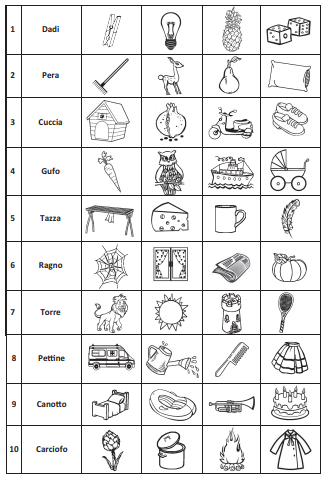 1 Dadi
2 Pera
3 Cuccia
4 Gufo
5 Tazza
6 Ragno
7 Torre
8 Pettine
9 Canotto
10 Carciofo